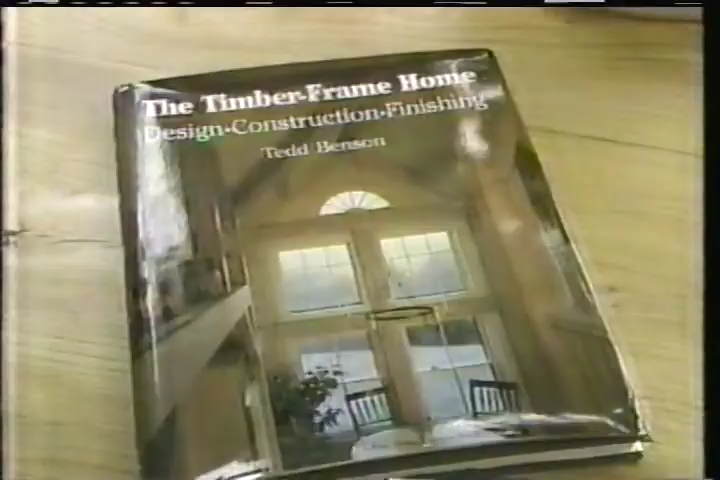 The Timber-Frame Home
Design•Construction•Finishing
Tedd Benson